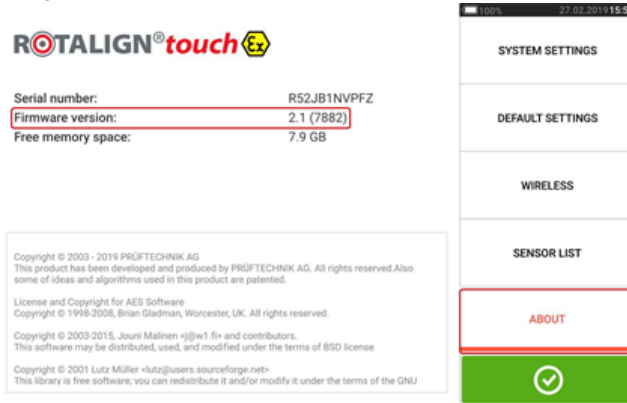 100% 27.02.2019 15:5
ROTALIGN® touch Ex
Serial number: R52JB1NVPFZ
Firmware version: 2.1 (7882)
Free memory space: 7.9 GB
Copyright © 2003 - 2019 PRÜFTECHNIK AG
This product has been developed and produced by PRÜFTECHNIK AG. All rights reserved.Also
some of ideas and algorithms used in this product are patented.
License and Copyright for AES Software
Copyright © 1998-2008, Brian Gladman, Worcester, UK. All rights reserved.
Copyright © 2003-2015, Jouni Malinen <j@w1.fi> and contributors.
This software may be distributed, used, and modified under the terms of BSD license
Copyright © 2001 Lutz Müller <lutz@users.sourceforge.net>
This library is free software; you can redistribute it and/or modify it under the terms of the GNU
SYSTEM SETTINGS
DEFAULT SETTINGS
WIRELESS
SENSOR LIST
ABOUT